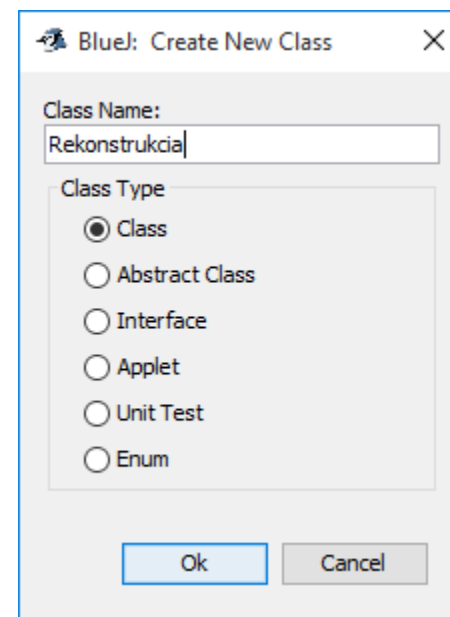 BlueJ: Create New Class
Class Name:
Rekonstrukcia
Class Type
Class
Abstract Class
Interface
Applet
Unit Test
Enum
Ok Cancel